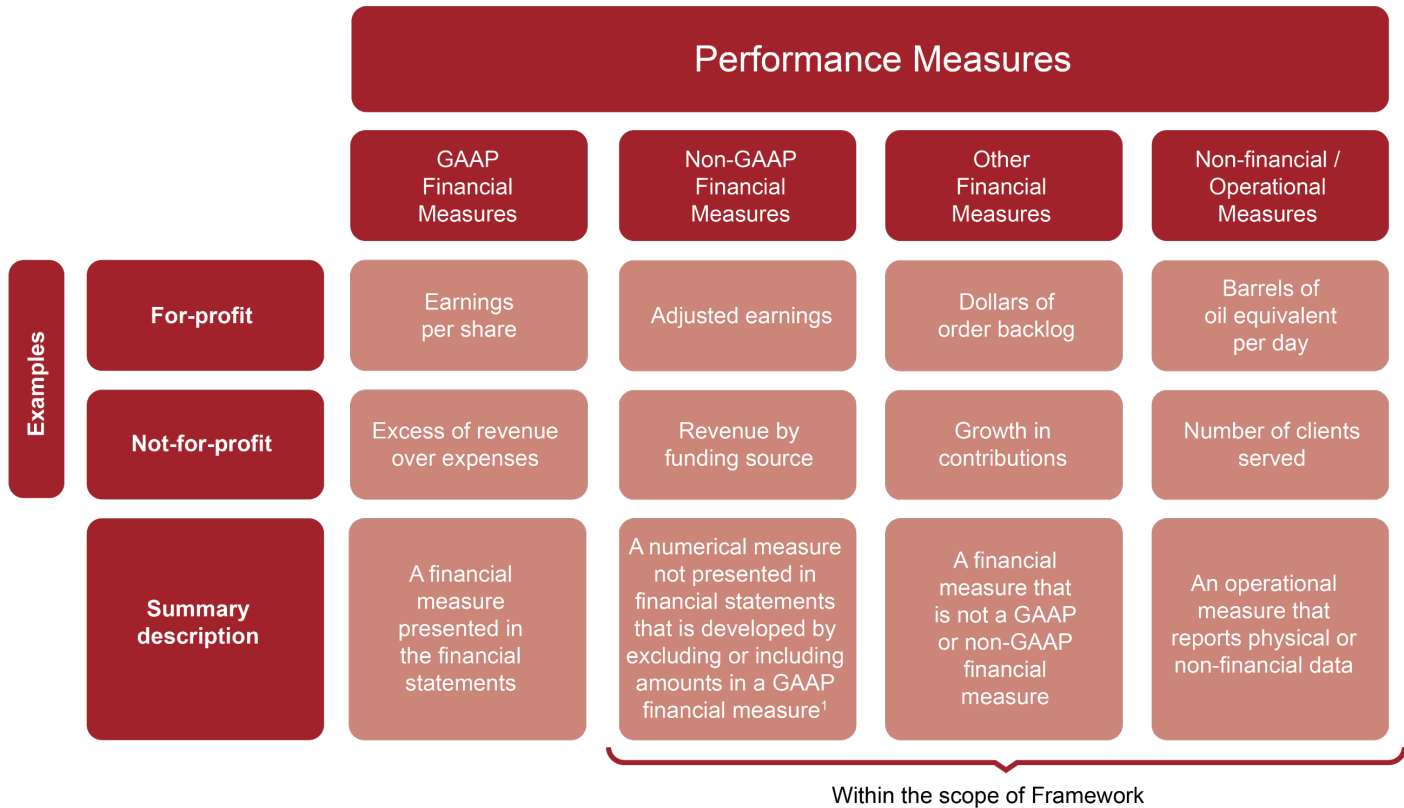 Performance Measures
GAAP
Financial
Measures
Non-GAAP
Financial
Measures
Other
Financial
Measures
Non-financial /
Operational
Measures
Examples
For-profit
Earnings
per share
Adjusted earnings
Dollars of
order backlog
Barrels of
oil equivalent
per day
Not-for-profit
Excess of revenue
over expenses
Revenue by
funding source
Growth in
contributions
Number of clients
served
Summary
description
A financial
measure
presented in
the financial
statements
A numerical measure
not presented in
financial statements
that is developed by
excluding or including
amounts in a GAAP
financial measure¹
A financial
measure that
is not a GAAP
or non-GAAP
financial
measure
An operational
measure that
reports physical or
non-financial data
Within the scope of Framework